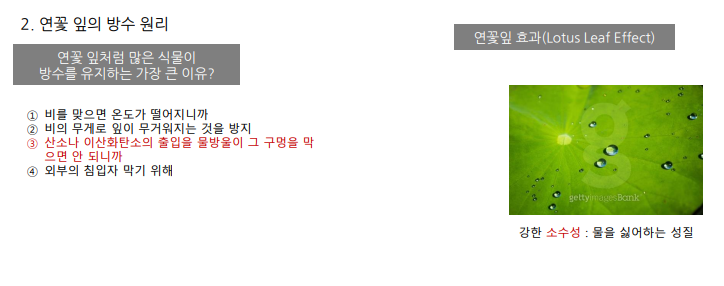 2. 연꽃 잎의 방수 원리
연꽃 잎처럼 많은 식물이
방수를 유지하는 가장 큰 이유?
① 비를 맞으면 온도가 떨어지니까
② 비의 무게로 잎이 무거워지는 것을 방지
③ 산소나 이산화탄소의 출입을 물방울이 그 구멍을 막
으면 안 되니까
④ 외부의 침입자 막기 위해
연꽃잎 효과(Lotus Leaf Effect)
g
gettyimagesBank
강한 소수성 : 물을 싫어하는 성질